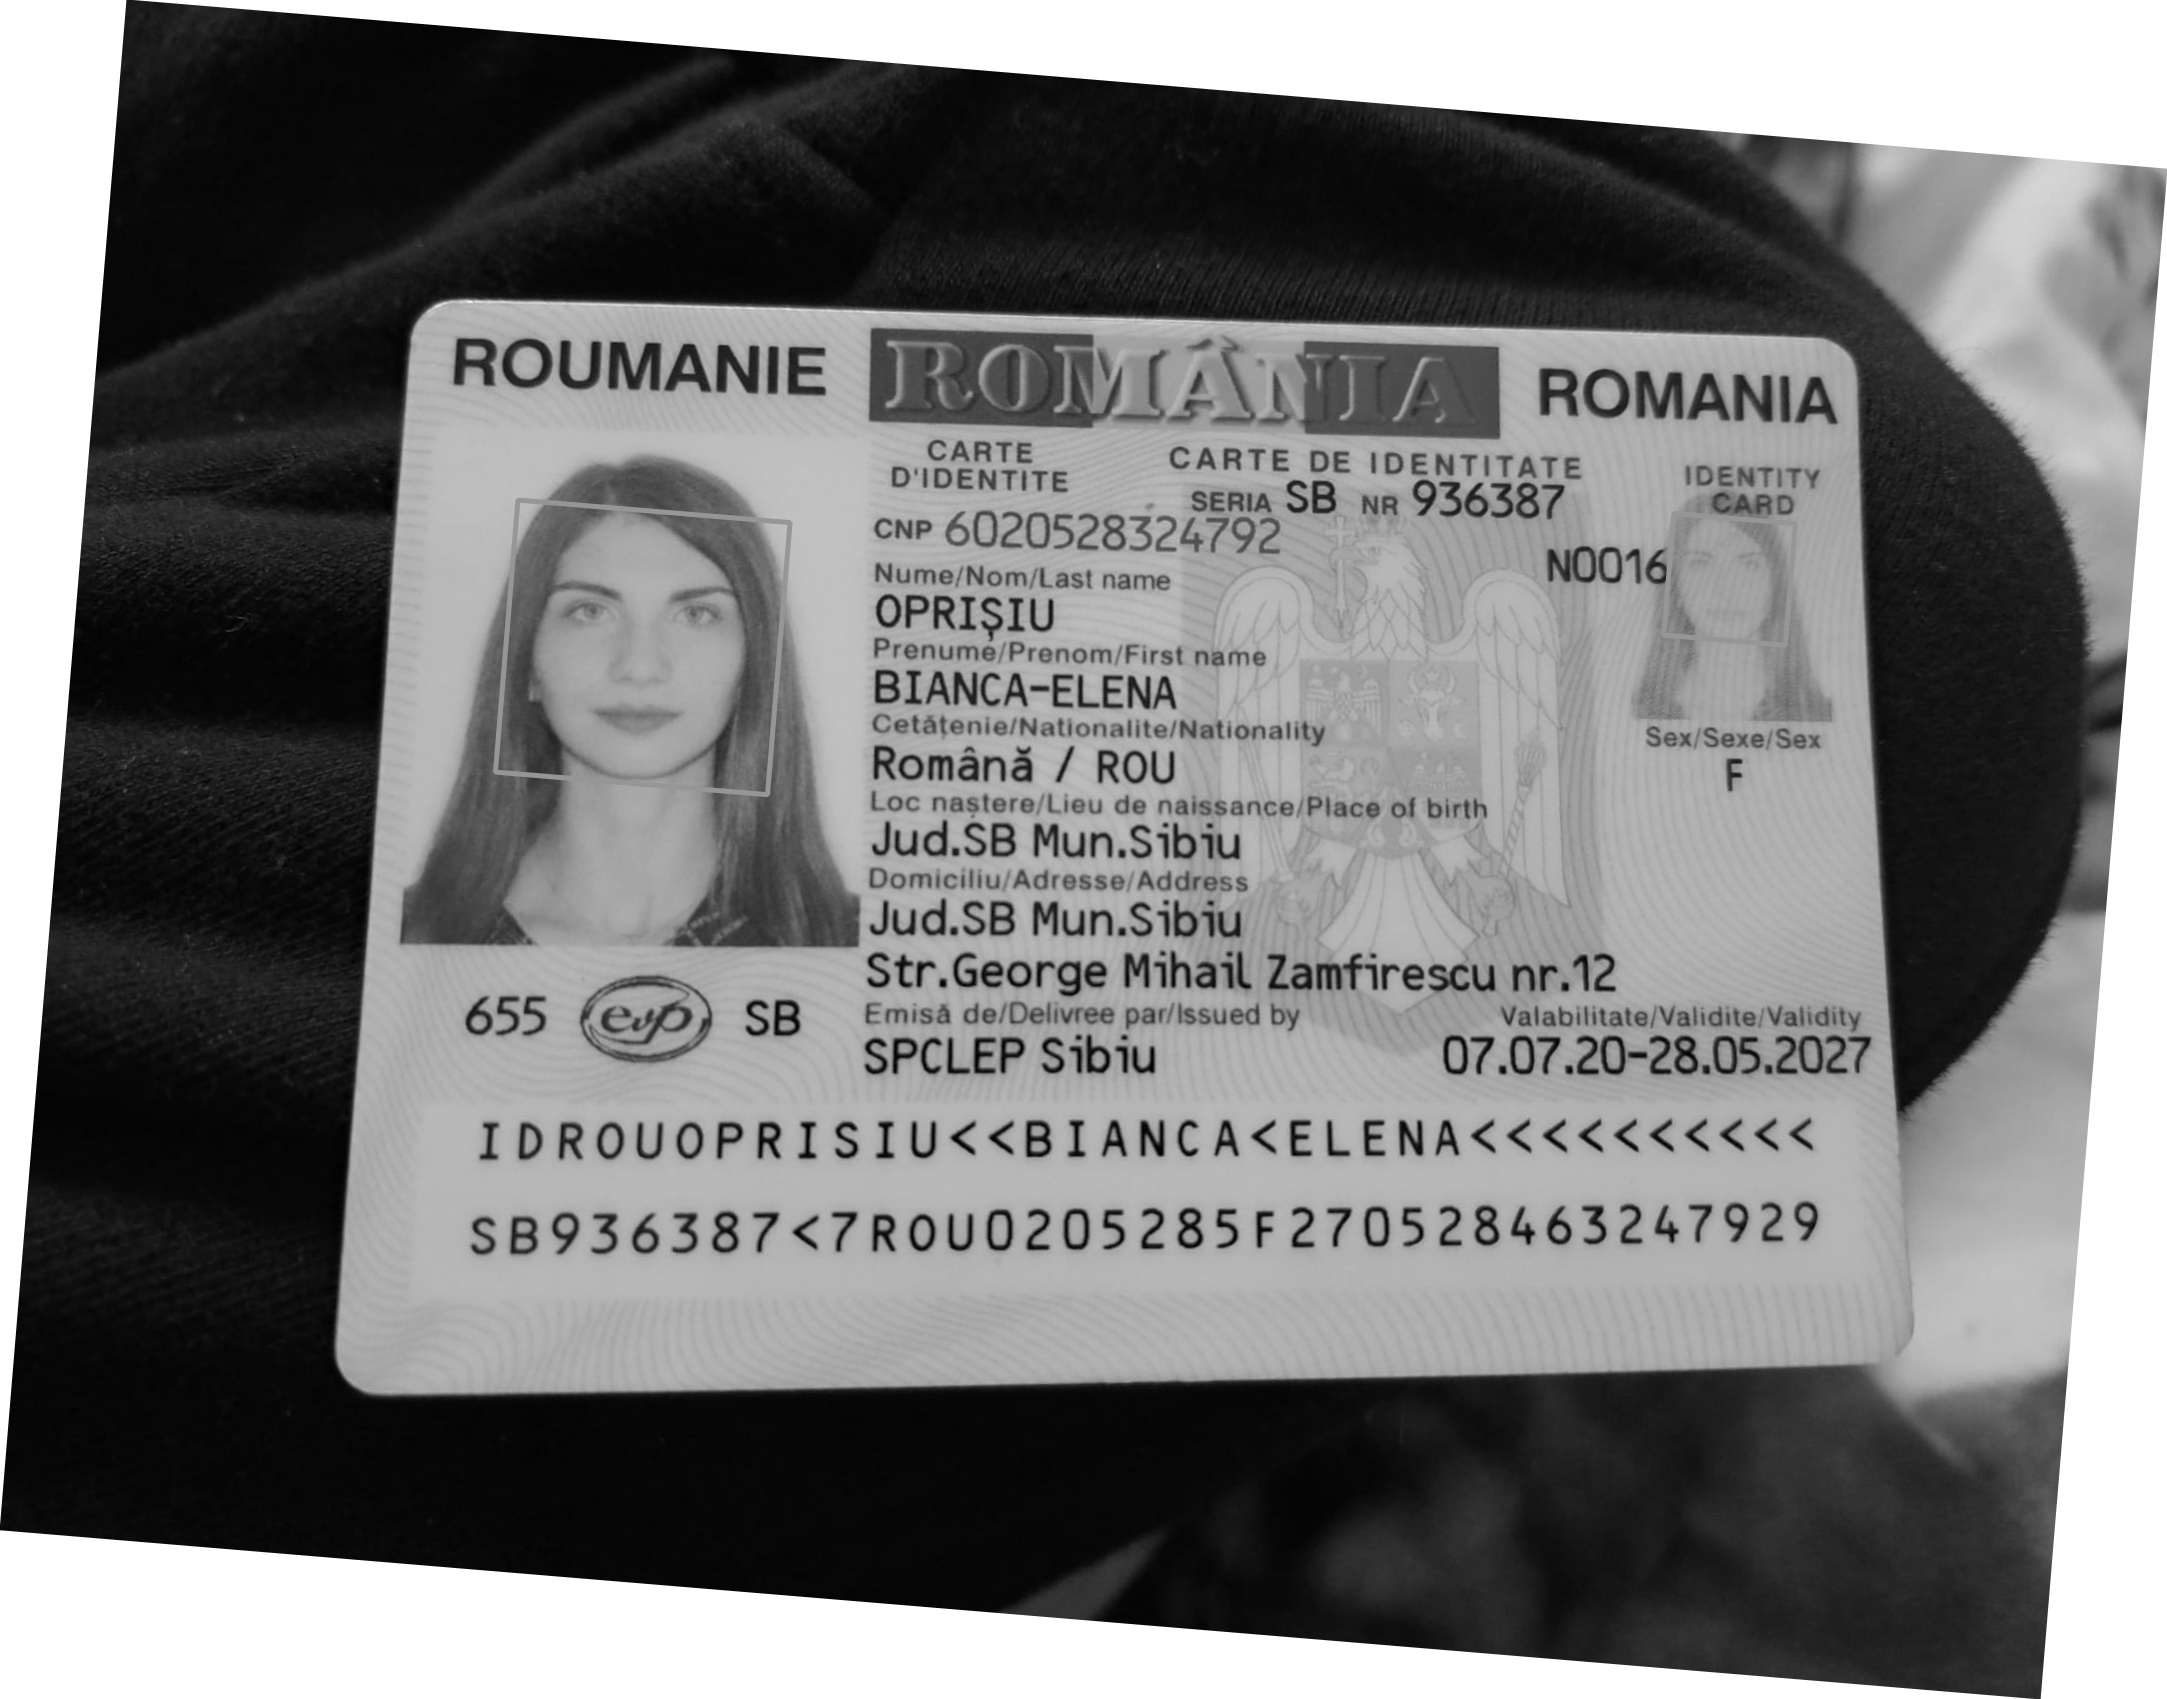 ROUMANIE ROMÂNIA ROMANIA
CARTE D'IDENTITE
CARTE DE IDENTITATE
IDENTITY CARD
SERIA SB NR 936387
CNP 6020528324792
N0016
Nume/Nom/Last name
OPRIȘIU
Prenume/Prenom/First name
BIANCA-ELENA
Cetățenie/Nationalite/Nationality
Română / ROU
Sex/Sexe/Sex
F
Loc naștere/Lieu de naissance/Place of birth
Jud.SB Mun.Sibiu
Domiciliu/Adresse/Address
Jud.SB Mun.Sibiu
Str.George Mihail Zamfirescu nr.12
655 evp SB
Emisă de/Delivree par/Issued by
SPCLEP Sibiu
Valabilitate/Validite/Validity
07.07.20-28.05.2027
IDROUOPRISIU<<BIANCA<ELENA<<<<<<<<<<
SB936387<7ROU0205285F270528463247929